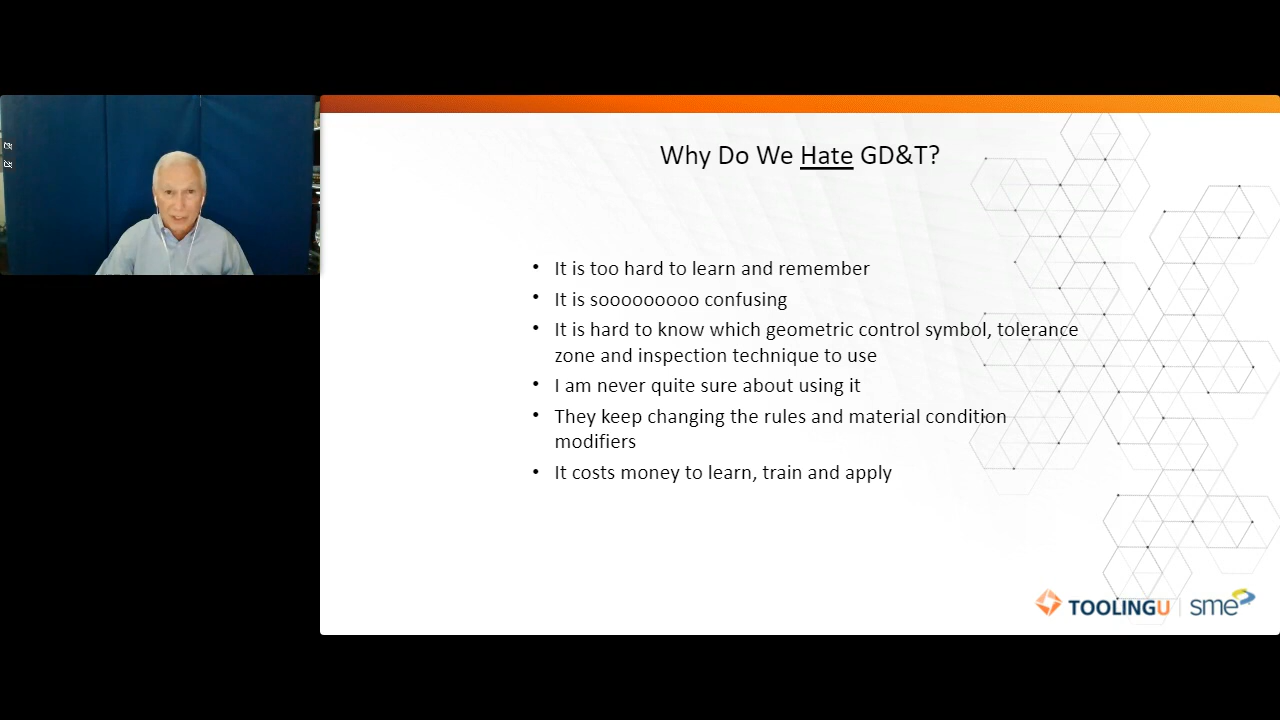 Why Do We Hate GD&T?
• It is too hard to learn and remember
• It is sooooooooo confusing
• It is hard to know which geometric control symbol, tolerance
zone and inspection technique to use
• I am never quite sure about using it
• They keep changing the rules and material condition
modifiers
• It costs money to learn, train and apply
TOOLINGU | sme